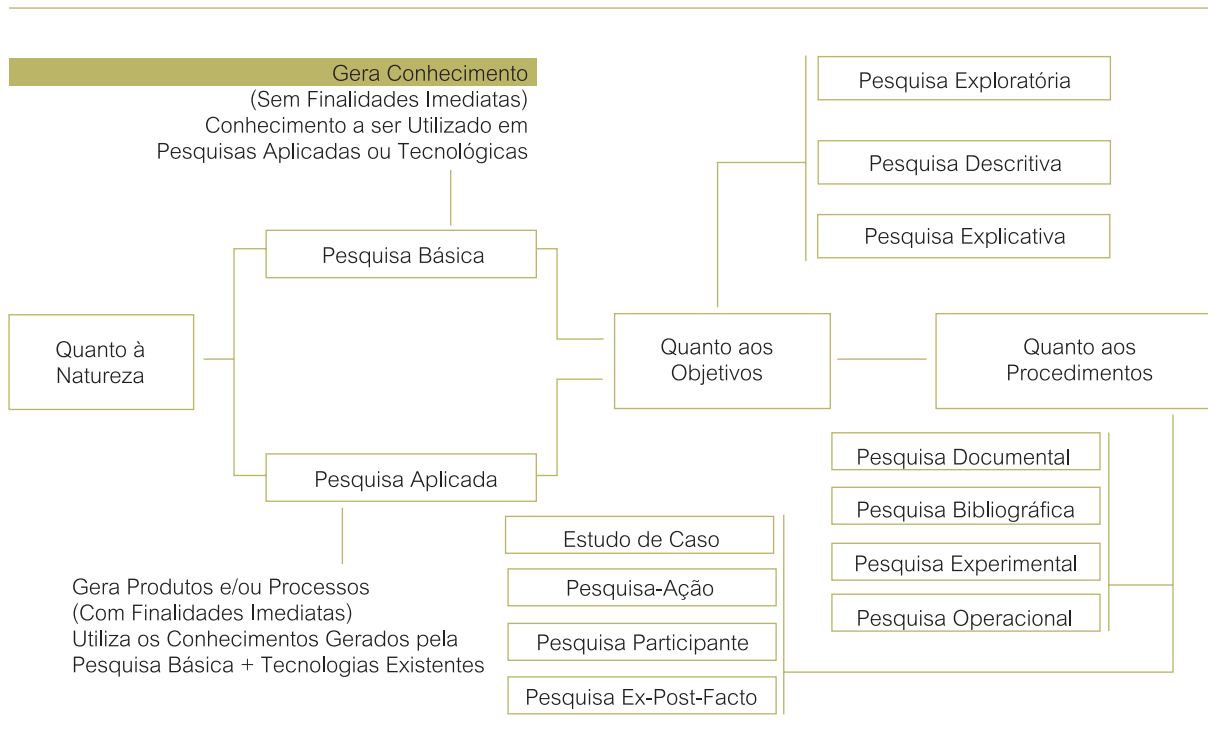 Gera Conhecimento
(Sem Finalidades Imediatas)
Conhecimento a ser Utilizado em
Pesquisas Aplicadas ou Tecnológicas
Pesquisa Exploratória
Pesquisa Descritiva
Pesquisa Explicativa
Pesquisa Básica
Quanto à
Natureza
Quanto aos
Objetivos
Quanto aos
Procedimentos
Pesquisa Aplicada
Gera Produtos e/ou Processos
(Com Finalidades Imediatas)
Utiliza os Conhecimentos Gerados pela
Pesquisa Básica + Tecnologias Existentes
Estudo de Caso
Pesquisa-Ação
Pesquisa Participante
Pesquisa Ex-Post-Facto
Pesquisa Documental
Pesquisa Bibliográfica
Pesquisa Experimental
Pesquisa Operacional